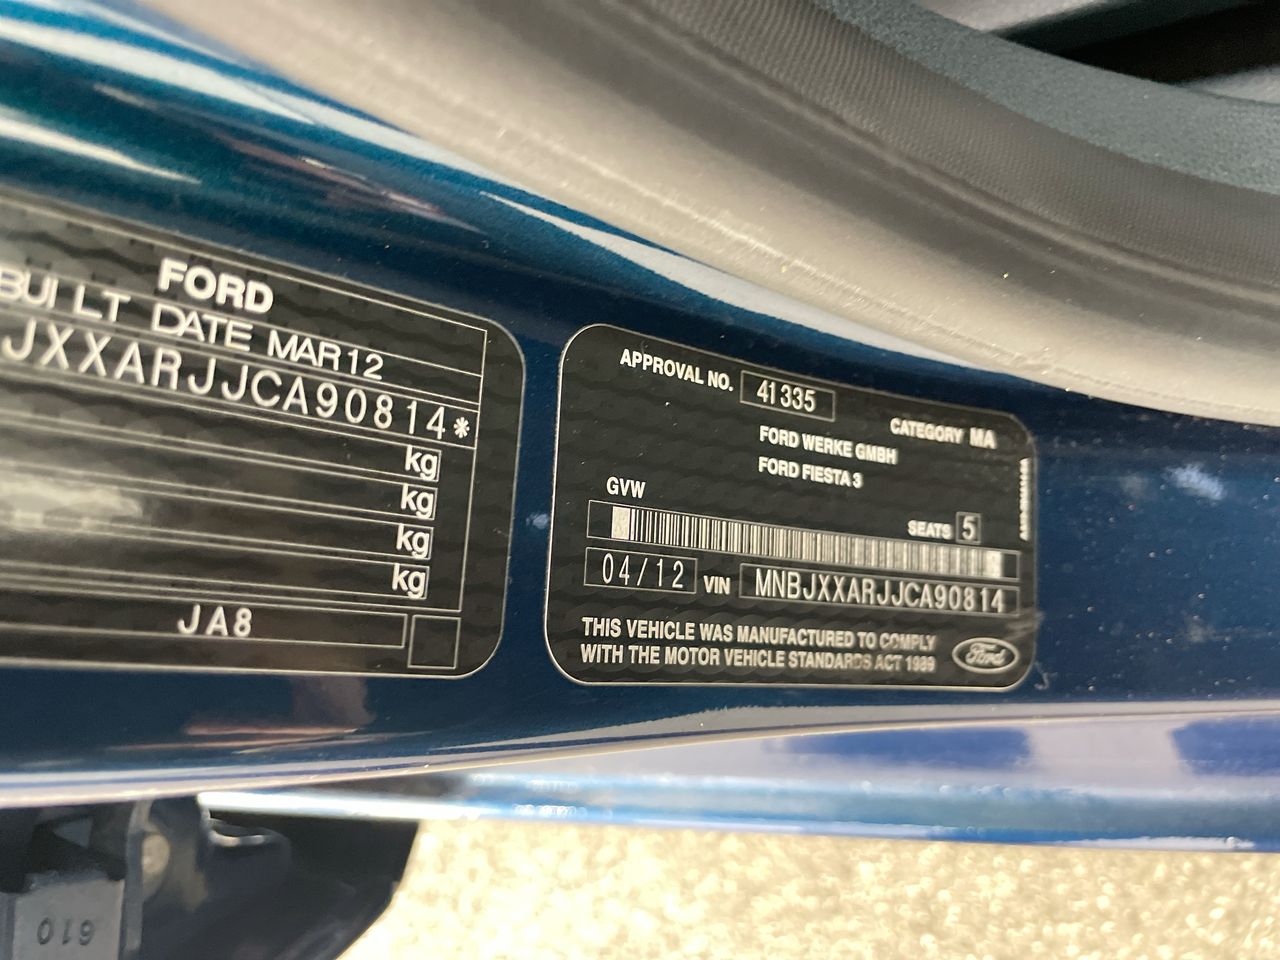 FORD
BUILT DATE MAR12
JXXARJJCA90814*
kg
kg
kg
kg
JA8
APPROVAL NO. 41335
CATEGORY MA
FORD WERKE GMBH
FORD FIESTA 3
GVW
SEATS 5
04/12 VIN MNBJXXARJJCA90814
THIS VEHICLE WAS MANUFACTURED TO COMPLY
WITH THE MOTOR VEHICLE STANDARDS ACT 1989
Ford
610